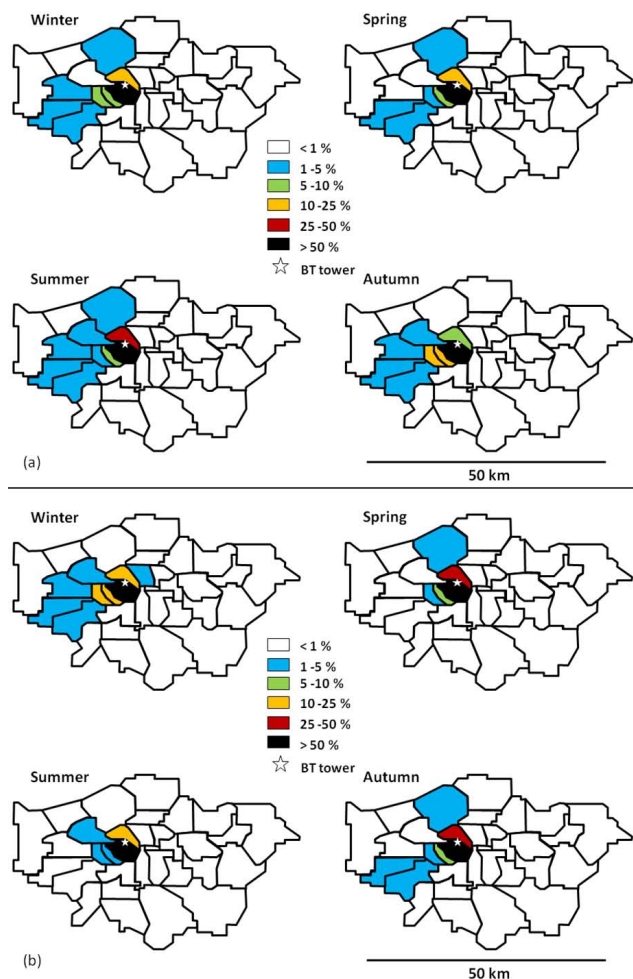 Winter
Spring
< 1 %
1 -5 %
5 -10 %
10 -25 %
25 -50 %
> 50 %
BT tower
Summer
Autumn
(a)
50 km
Winter
Spring
< 1 %
1 -5 %
5 -10 %
10 -25 %
25 -50 %
> 50 %
BT tower
Summer
Autumn
(b)
50 km